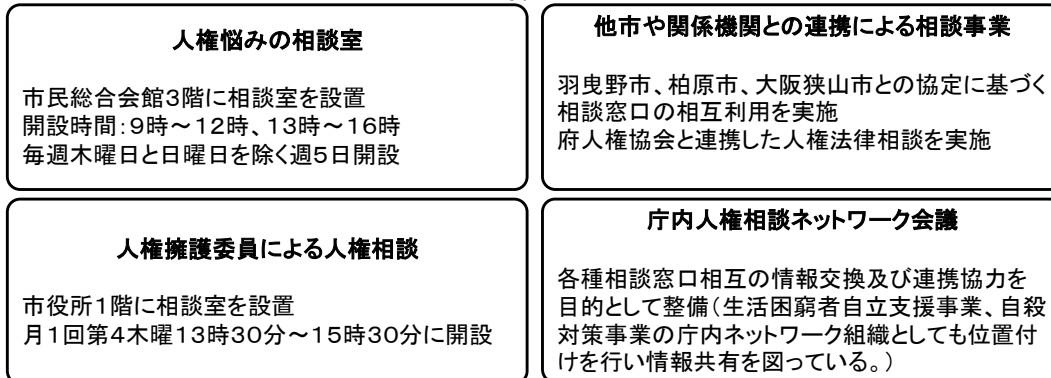 人権悩みの相談室
市民総合会館3階に相談室を設置
開設時間:9時～12時、13時～16時
毎週木曜日と日曜日を除く週5日開設
他市や関係機関との連携による相談事業
羽曳野市、柏原市、大阪狭山市との協定に基づく
相談窓口の相互利用を実施
府人権協会と連携した人権法律相談を実施
人権擁護委員による人権相談
市役所1階に相談室を設置
月1回第4木曜13時30分～15時30分に開設
庁内人権相談ネットワーク会議
各種相談窓口相互の情報交換及び連携協力を
目的として整備(生活困窮者自立支援事業、自殺
対策事業の庁内ネットワーク組織としても位置付
けを行い情報共有を図っている。)